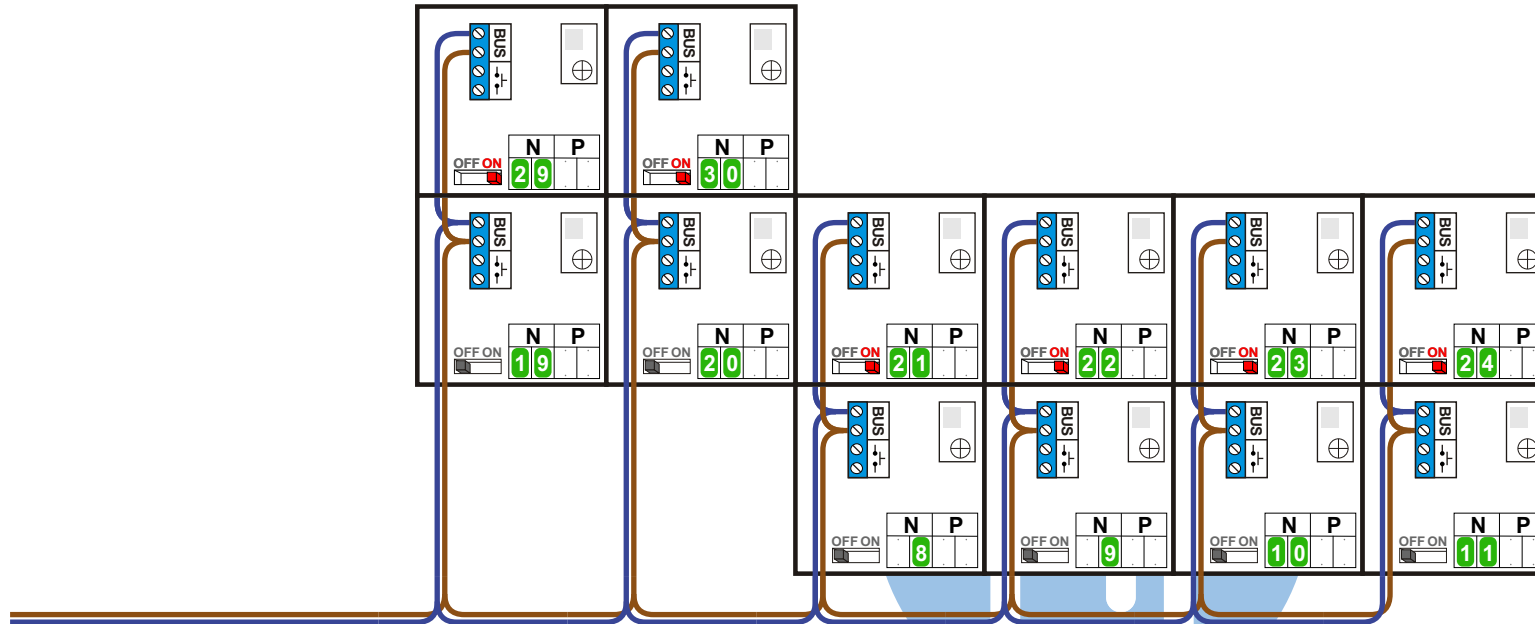 BUS BUS
N P N P
OFF ON 29 OFF ON 30
BUS BUS BUS BUS BUS BUS
N P N P N P N P N P N P
OFF ON 19 OFF ON 20 OFF ON 21 OFF ON 22 OFF ON 23 OFF ON 24
BUS BUS BUS BUS
N P N P N P N P
OFF ON 8 OFF ON 9 OFF ON 10 OFF ON 11